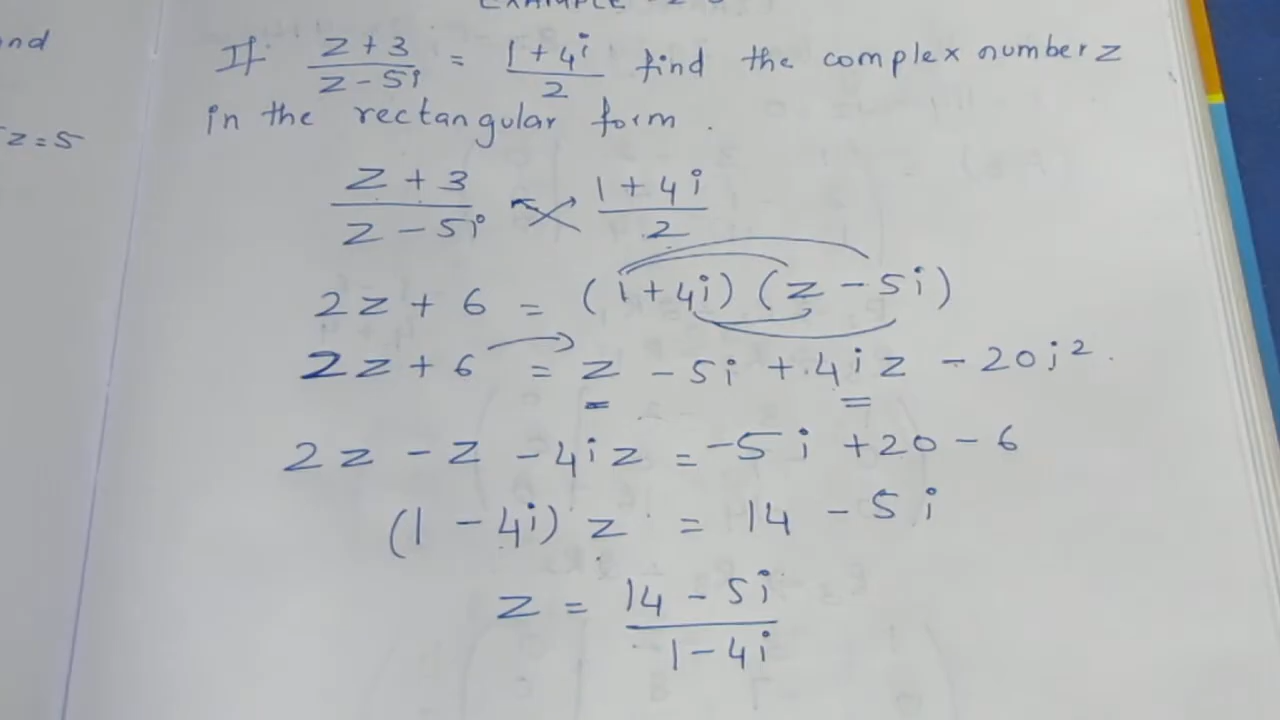 nd
z=5
If z+3/z-5i = 1+4i/2 find the complex number z
in the rectangular form.
z+3/z-5i 1+4i/2
2z+6 = (1+4i)(z-5i)
2z+6 = z-5i+4iz-20i².
2z-z-4iz=-5i+20-6
(1-4i)z = 14-5i
z = 14-5i/1-4i